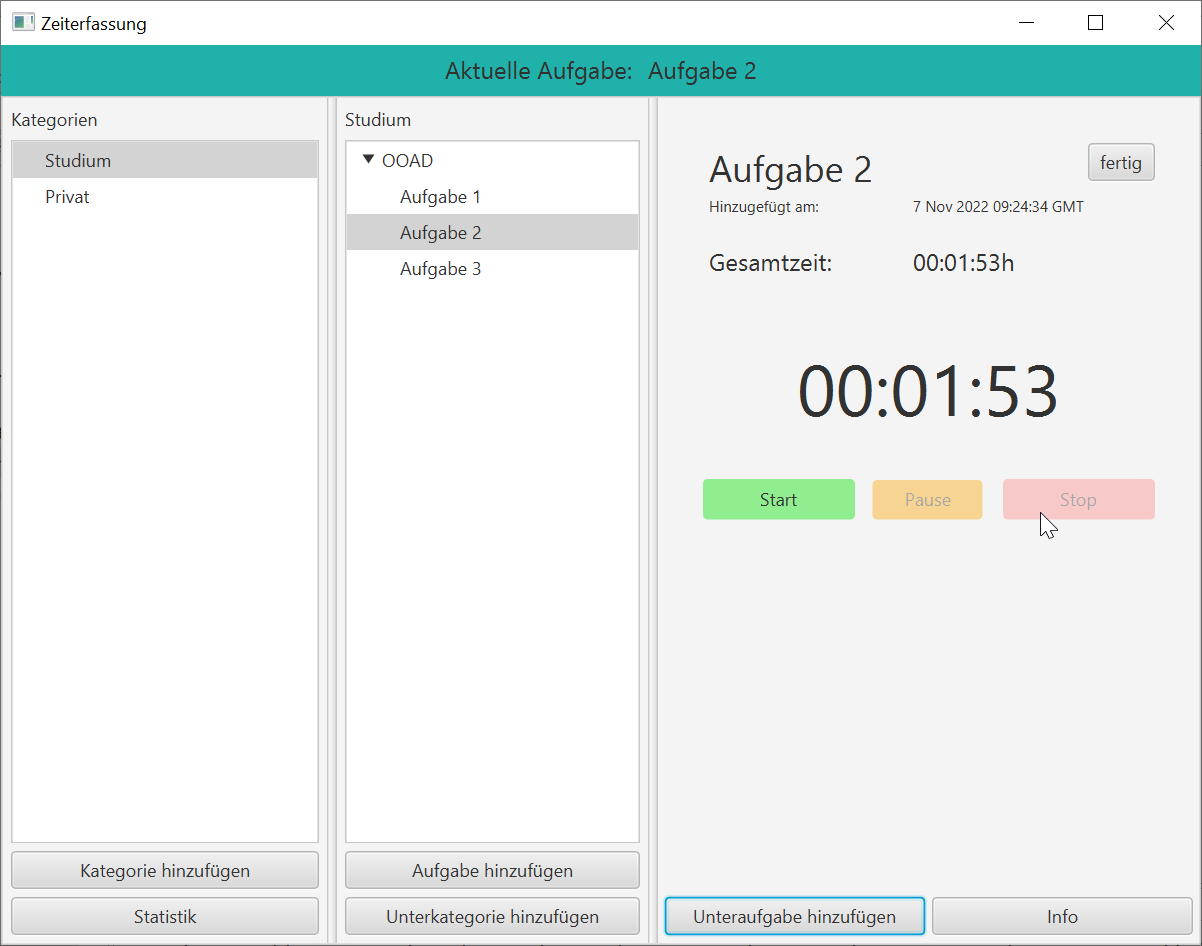 Zeiterfassung
Aktuelle Aufgabe: Aufgabe 2
Kategorien
Studium
Privat
Kategorie hinzufügen
Statistik
Studium
OOAD
Aufgabe 1
Aufgabe 2
Aufgabe 3
Aufgabe hinzufügen
Unterkategorie hinzufügen
Aufgabe 2
fertig
Hinzugefügt am: 7 Nov 2022 09:24:34 GMT
Gesamtzeit: 00:01:53h
00:01:53
Start Pause Stop
Unteraufgabe hinzufügen Info